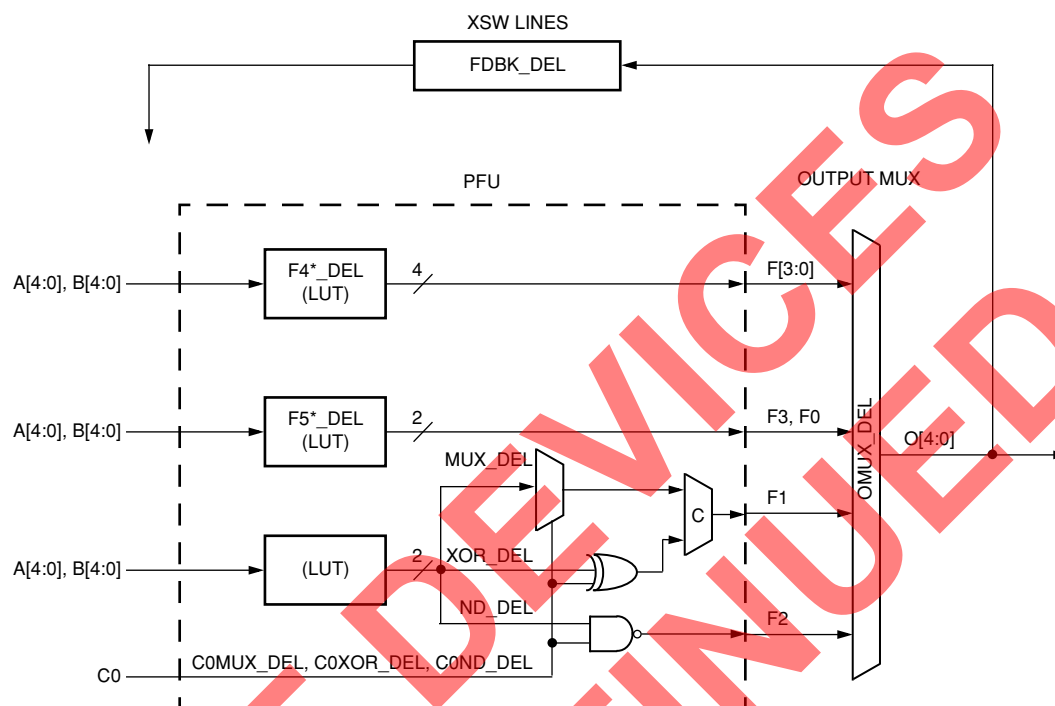 XSW LINES
FDBK_DEL
PFU
OUTPUT MUX
A[4:0], B[4:0]
F4*_DEL
(LUT)
4
F[3:0]
A[4:0], B[4:0]
F5*_DEL
(LUT)
2
F3, F0
OMUX_DEL
O[4:0]
MUX_DEL
C
F1
A[4:0], B[4:0]
(LUT)
2
XOR_DEL
ND_DEL
F2
C0
C0MUX_DEL, C0XOR_DEL, C0ND_DEL
DEVICES